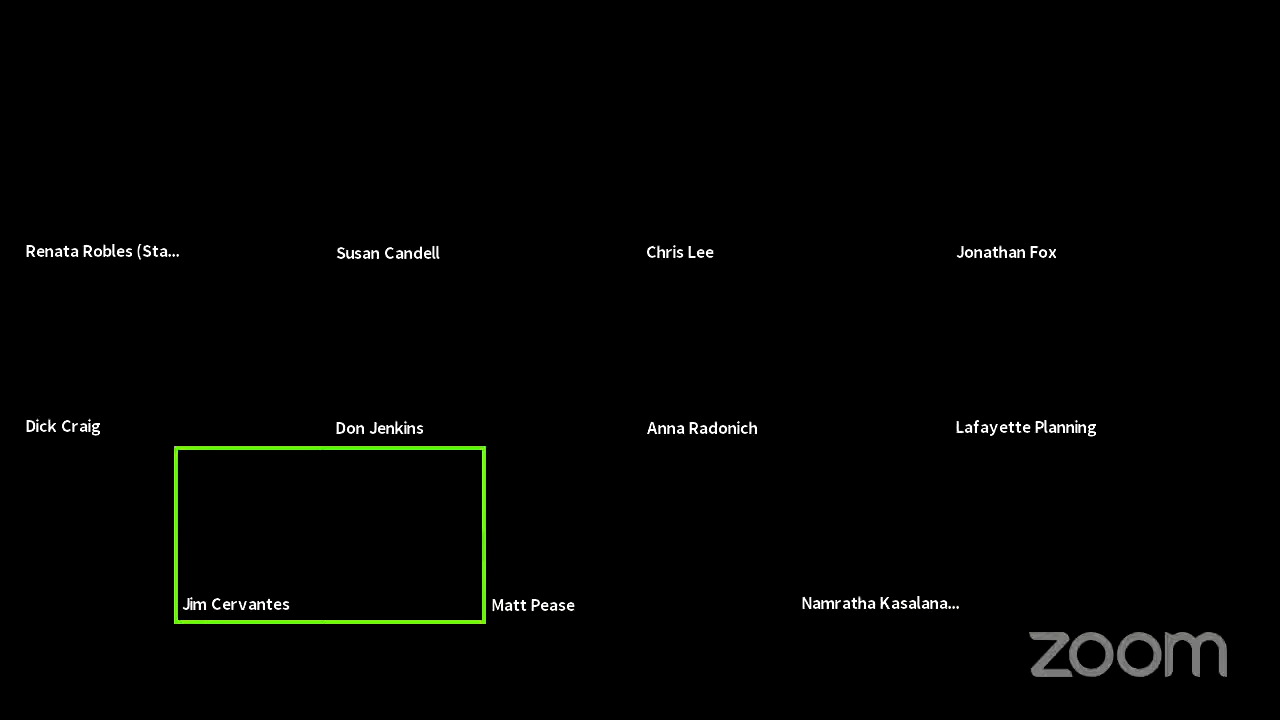 Renata Robles (Sta...
Susan Candell
Chris Lee
Jonathan Fox
Dick Craig
Don Jenkins
Anna Radonich
Lafayette Planning
Jim Cervantes
Matt Pease
Namratha Kasalana...
zoom